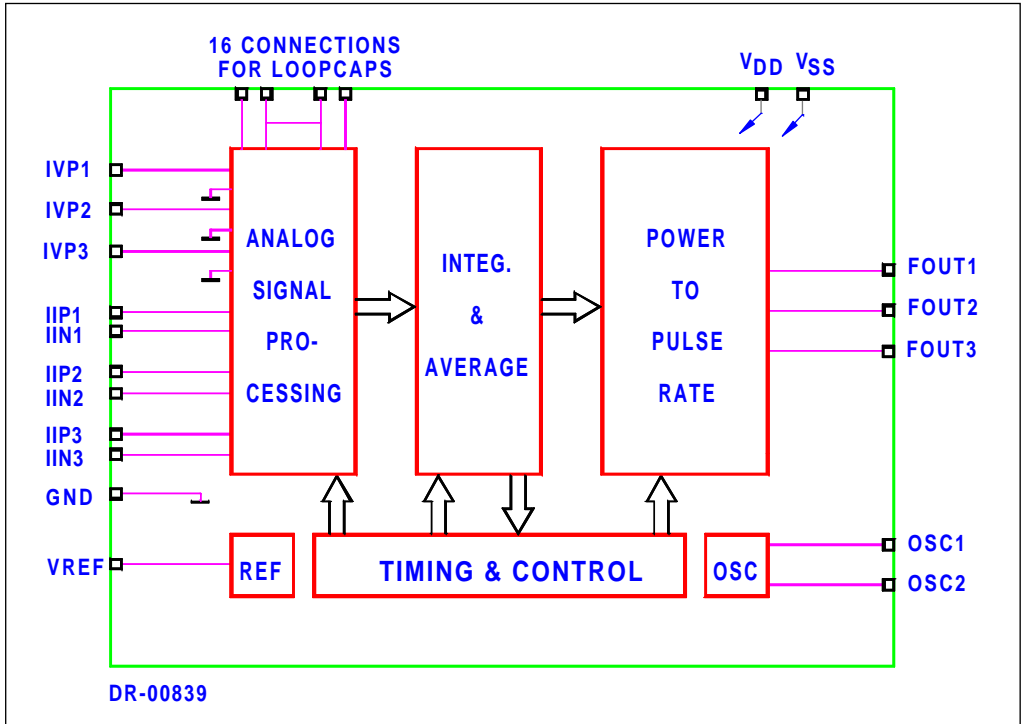 16 CONNECTIONS
FOR LOOPCAPS
VDD VSS
IVP1
IVP2
IVP3
IIP1
IIN1
IIP2
IIN2
IIP3
IIN3
GND
VREF
ANALOG
SIGNAL
PRO-
CESSING
INTEG.
&
AVERAGE
POWER
TO
PULSE
RATE
FOUT1
FOUT2
FOUT3
REF
TIMING & CONTROL
OSC
OSC1
OSC2
DR-00839